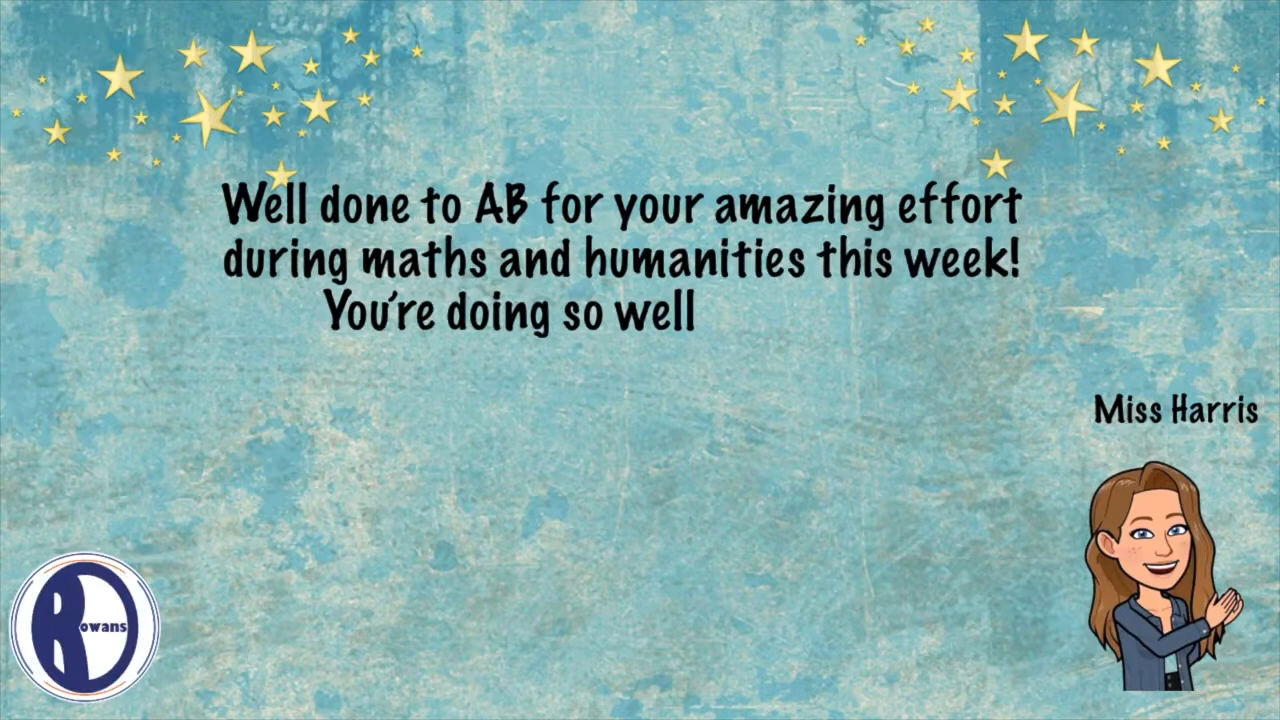 Well done to AB for your amazing effort
during maths and humanities this week!
You're doing so well
Miss Harris
Rowans